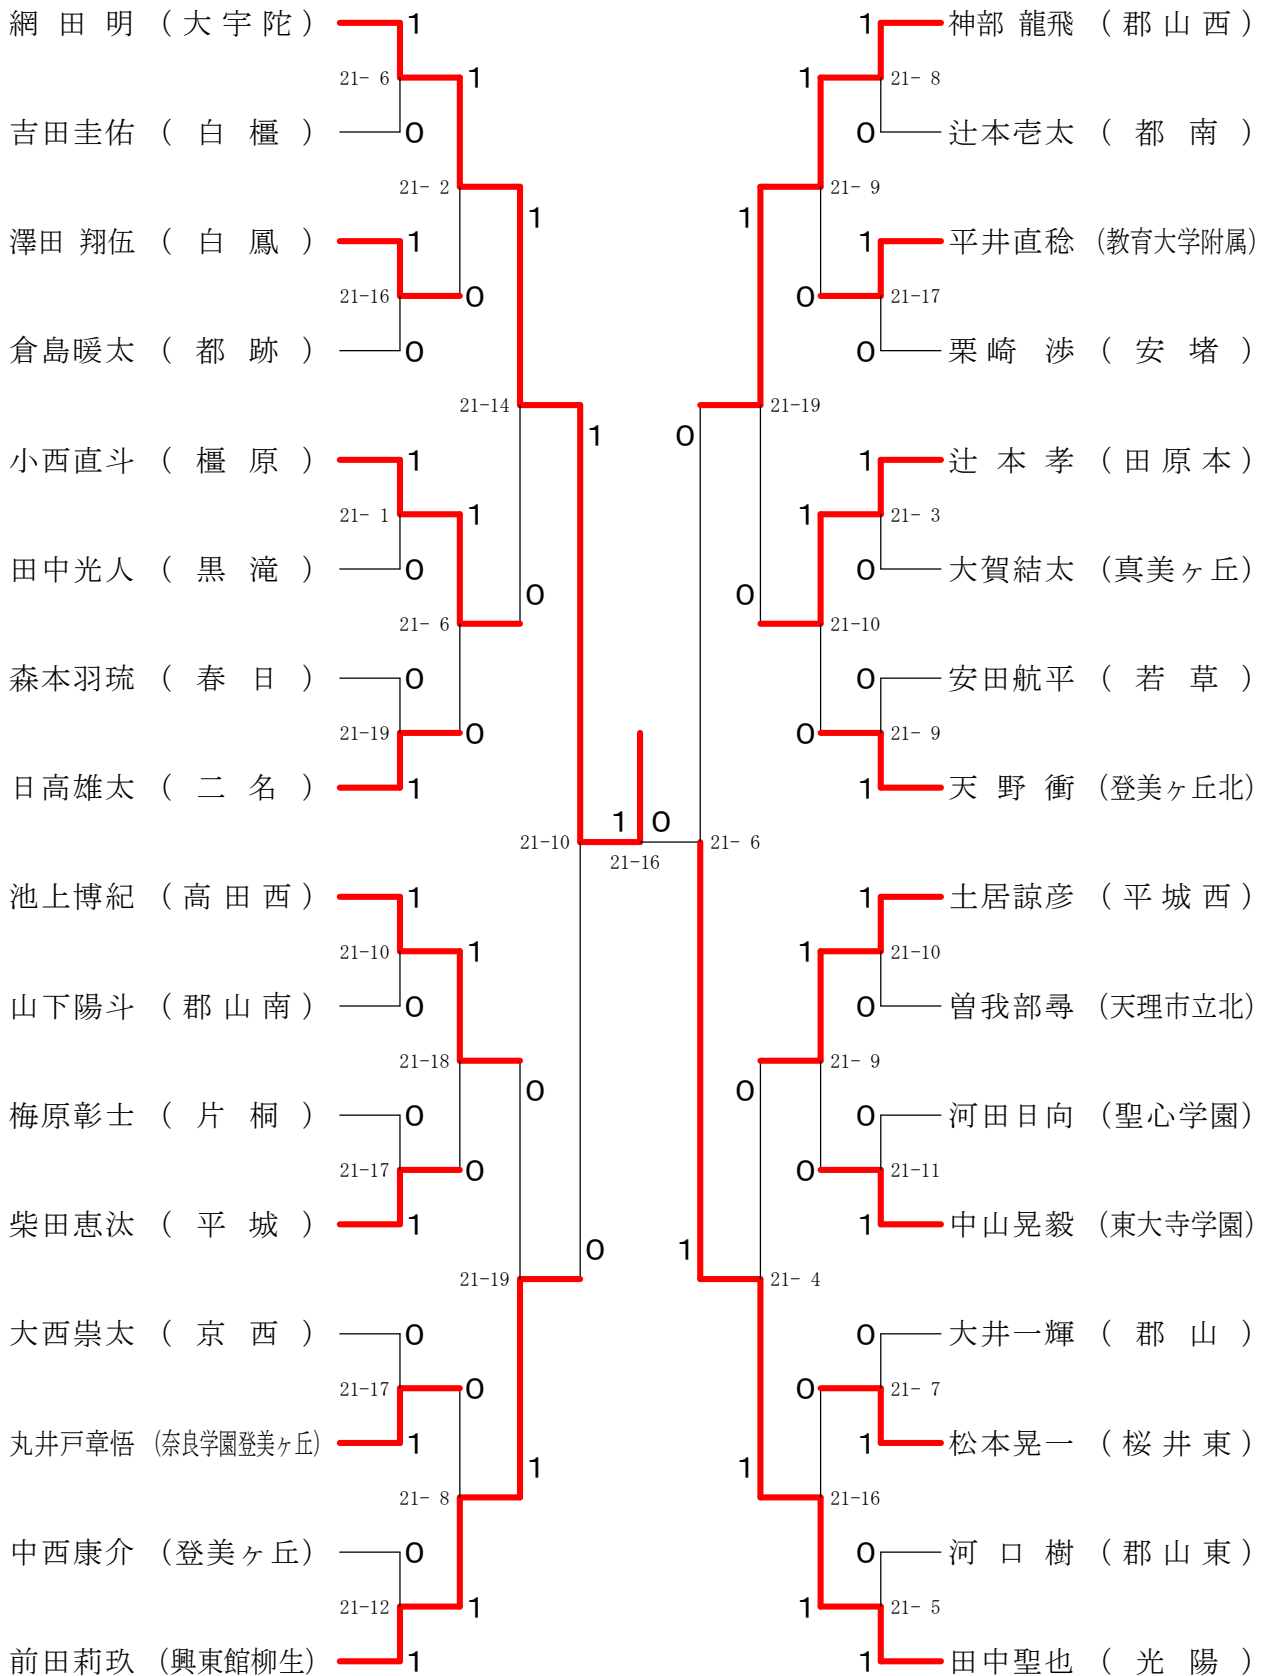 網田明 (大宇陀) 1 1 神部 龍飛 (郡山西)
21- 6 1 1 21- 8
吉田圭佑 (白橿) 0 0 辻本壱太 (都南)
21- 2 1 1 21- 9
澤田 翔伍 (白鳳) 1 1 平井直稔 (教育大学附属)
21-16 0 0 21-17
倉島暖太 (都跡) 0 0 栗崎渉 (安堵)
21-14 1 0 21-19
小西直斗 (橿原) 1 1 辻本孝 (田原本)
21- 1 1 1 21- 3
田中光人 (黒滝) 0 0 大賀結太 (真美ヶ丘)
21- 6 0 0 21-10
森本羽琉 (春日) 0 0 安田航平 (若草)
21-19 0 0 21- 9
日高雄太 (二名) 1 1 天野衝 (登美ヶ丘北)
1 0
21-10 21-16 21- 6
池上博紀 (高田西) 1 1 土居諒彦 (平城西)
21-10 1 1 21-10
山下陽斗 (郡山南) 0 0 曽我部尋 (天理市立北)
21-18 0 0 21- 9
梅原彰士 (片桐) 0 0 河田日向 (聖心学園)
21-17 0 0 21-11
柴田恵汰 (平城) 1 1 中山晃毅 (東大寺学園)
21-19 0 1 21- 4
大西崇太 (京西) 0 0 大井一輝 (郡山)
21-17 0 0 21- 7
丸井戸章悟 (奈良学園登美ヶ丘) 1 1 松本晃一 (桜井東)
21- 8 1 1 21-16
中西康介 (登美ヶ丘) 0 0 河口樹 (郡山東)
21-12 1 1 21- 5
前田莉玖 (興東館柳生) 1 1 田中聖也 (光陽)